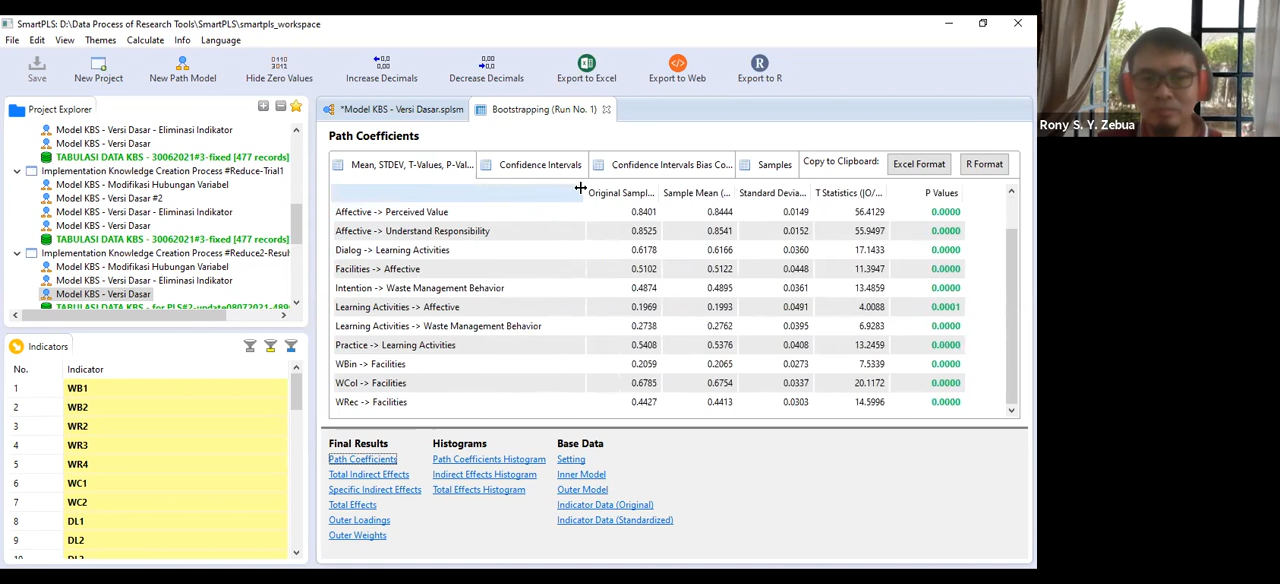 SmartPLS: D:\Data Process of Research Tools\SmartPLS\smartpls_workspace
File Edit View Themes Calculate Info Language
Save New Project New Path Model Hide Zero Values Increase Decimals Decrease Decimals Export to Excel Export to Web Export to R
Project Explorer
Model KBS - Versi Dasar - Eliminasi Indikator
Model KBS - Versi Dasar
TABULASI DATA KBS - 30062021#3-fixed [477 records]
Implementation Knowledge Creation Process #Reduce-Trial1
Model KBS - Modifikasi Hubungan Variabel
Model KBS - Versi Dasar #2
Model KBS - Versi Dasar - Eliminasi Indikator
Model KBS - Versi Dasar
TABULASI DATA KBS - 30062021#3-fixed [477 records]
Implementation Knowledge Creation Process #Reduce2-Resul
Model KBS - Modifikasi Hubungan Variabel
Model KBS - Versi Dasar - Eliminasi Indikator
Model KBS - Versi Dasar
TABULASI DATA KBS - for PLS#2-update08072021-489
Indicators
No. Indicator
1 WB1
2 WB2
3 WR2
4 WR3
5 WR4
6 WC1
7 WC2
8 DL1
9 DL2
10 DL3
*Model KBS - Versi Dasar.splsm Bootstrapping (Run No. 1)
Path Coefficients
Mean, STDEV, T-Values, P-Val... Confidence Intervals Confidence Intervals Bias Co... Samples Copy to Clipboard: Excel Format R Format
Original Sampl... Sample Mean (... Standard Devia... T Statistics (|O/... P Values
Affective -> Perceived Value 0.8401 0.8444 0.0149 56.4129 0.0000
Affective -> Understand Responsibility 0.8525 0.8541 0.0152 55.9497 0.0000
Dialog -> Learning Activities 0.6178 0.6166 0.0360 17.1433 0.0000
Facilities -> Affective 0.5102 0.5122 0.0448 11.3947 0.0000
Intention -> Waste Management Behavior 0.4874 0.4895 0.0361 13.4859 0.0000
Learning Activities -> Affective 0.1969 0.1993 0.0491 4.0088 0.0001
Learning Activities -> Waste Management Behavior 0.2738 0.2762 0.0395 6.9283 0.0000
Practice -> Learning Activities 0.5408 0.5376 0.0408 13.2459 0.0000
WBin -> Facilities 0.2059 0.2065 0.0273 7.5339 0.0000
WCol -> Facilities 0.6785 0.6754 0.0337 20.1172 0.0000
WRec -> Facilities 0.4427 0.4413 0.0303 14.5996 0.0000
Final Results Histograms Base Data
Path Coefficients Path Coefficients Histogram Setting
Total Indirect Effects Indirect Effects Histogram Inner Model
Specific Indirect Effects Total Effects Histogram Outer Model
Total Effects Indicator Data (Original)
Outer Loadings Indicator Data (Standardized)
Outer Weights
Rony S. Y. Zebua